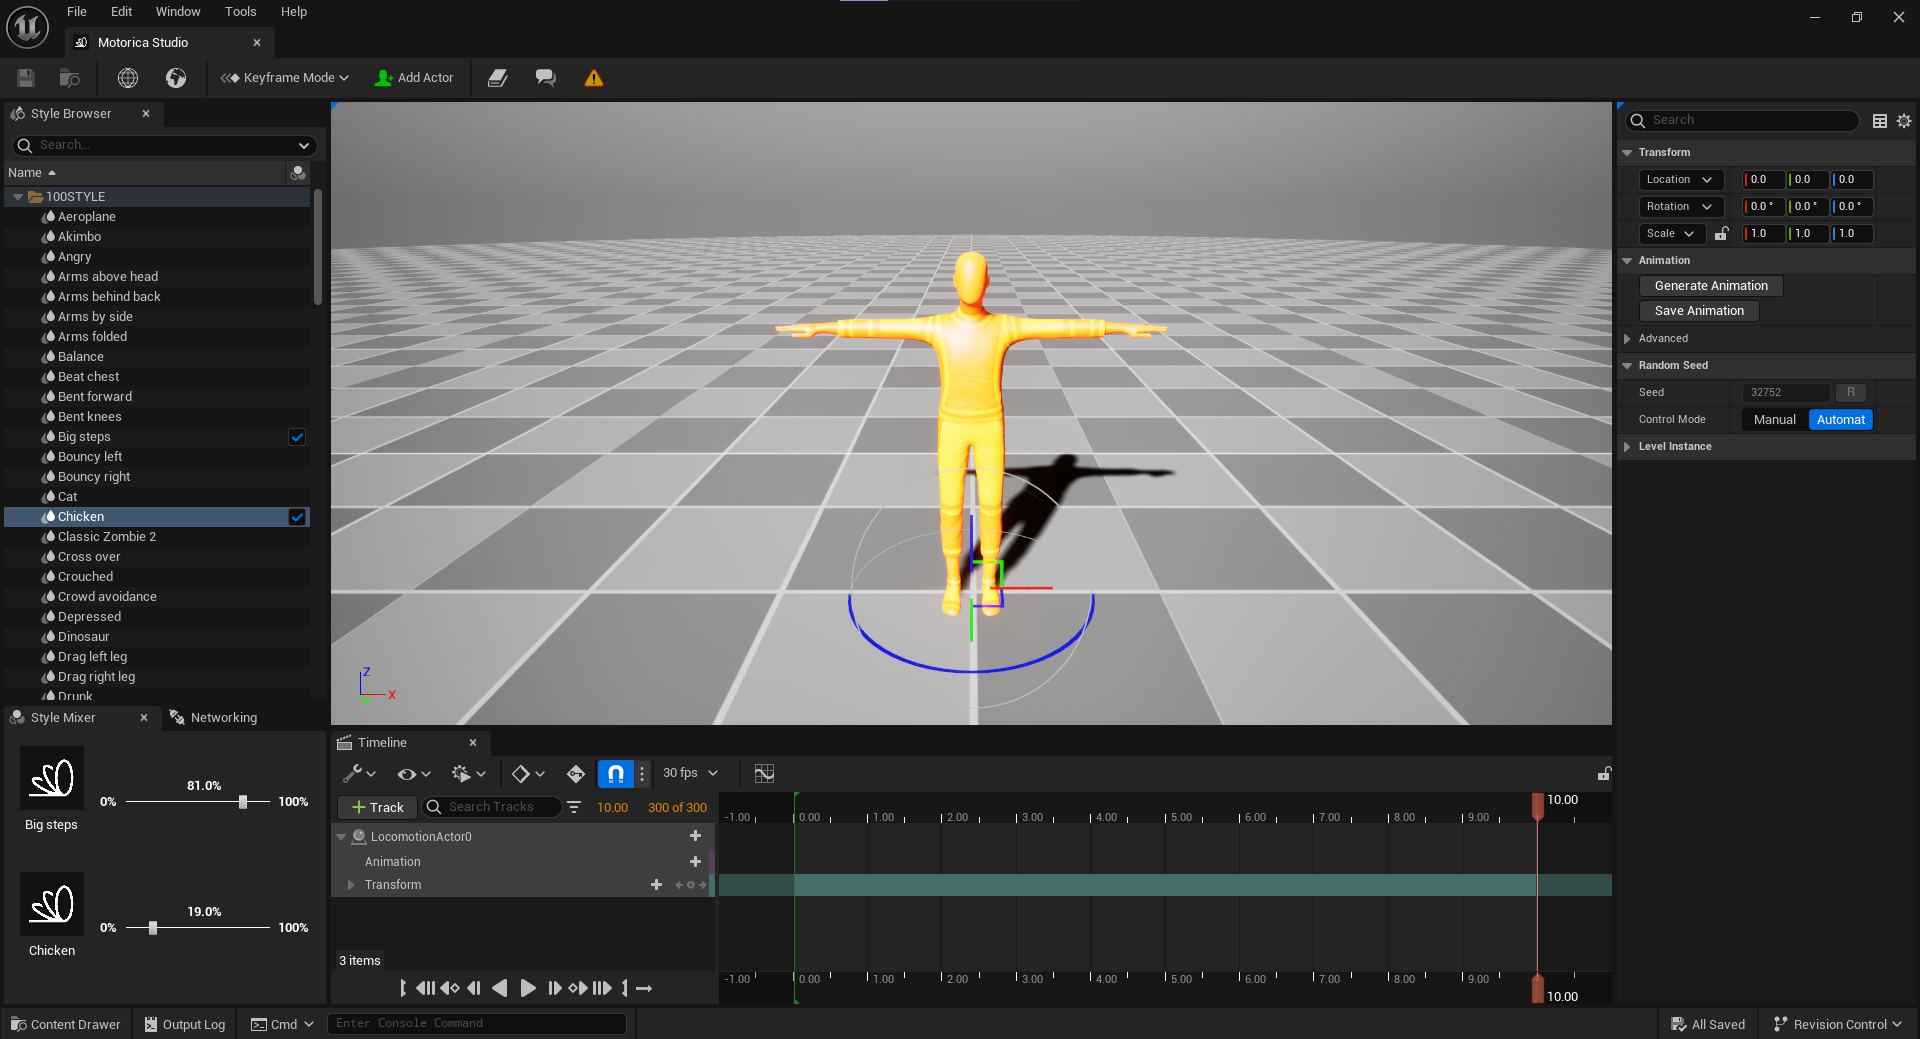 File Edit Window Tools Help
Motorica Studio
Keyframe Mode Add Actor
Style Browser
Search...
Name
100STYLE
Aeroplane
Akimbo
Angry
Arms above head
Arms behind back
Arms by side
Arms folded
Balance
Beat chest
Bent forward
Bent knees
Big steps
Bouncy left
Bouncy right
Cat
Chicken
Classic Zombie 2
Cross over
Crouched
Crowd avoidance
Depressed
Dinosaur
Drag left leg
Drag right leg
Drunk
Style Mixer Networking
81.0%
0% 100%
Big steps
19.0%
0% 100%
Chicken
Z
X
Y
Timeline
30 fps
Track Search Tracks 10.00 300 of 300
LocomotionActor0
Animation
Transform
3 items
10.00
-1.00 0.00 1.00 2.00 3.00 4.00 5.00 6.00 7.00 8.00 9.00
-1.00 0.00 1.00 2.00 3.00 4.00 5.00 6.00 7.00 8.00 9.00
10.00
Search
Transform
Location 0.0 0.0 0.0
Rotation 0.0 ° 0.0 ° 0.0 °
Scale 1.0 1.0 1.0
Animation
Generate Animation
Save Animation
Advanced
Random Seed
Seed 32752 R
Control Mode Manual Automat
Level Instance
Content Drawer Output Log Cmd Enter Console Command All Saved Revision Control